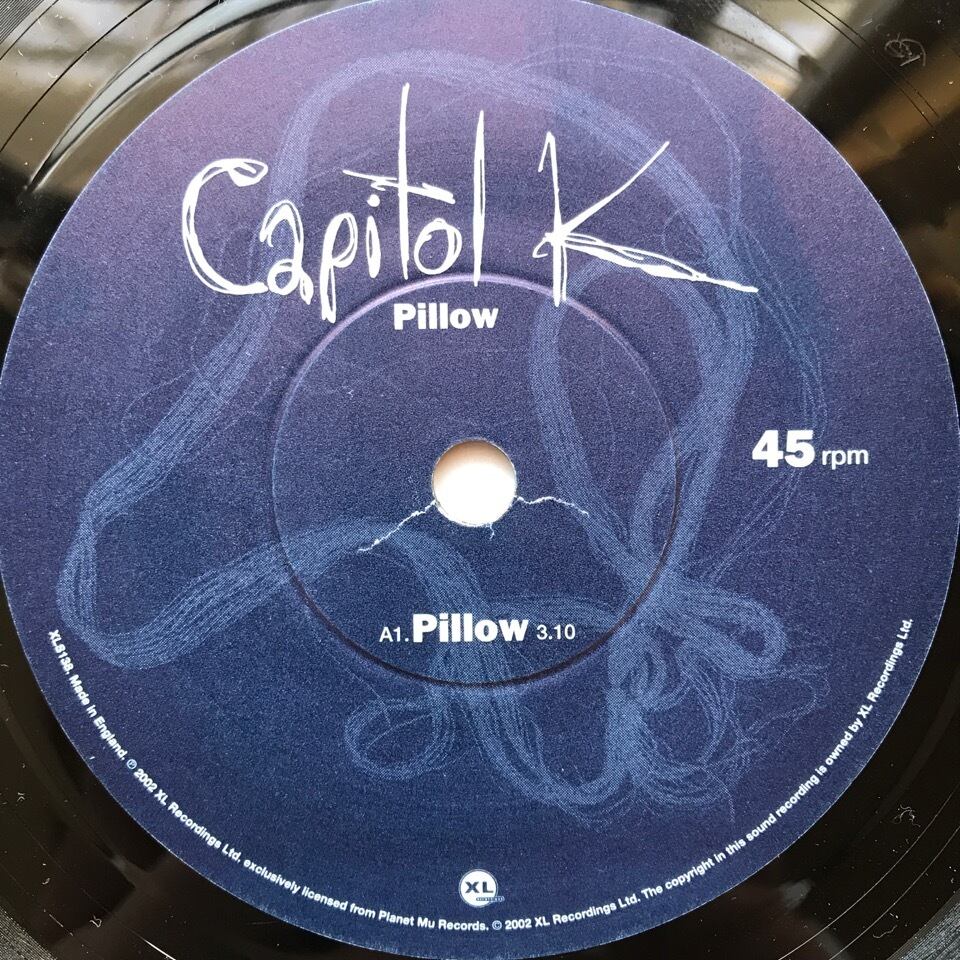 Capitol K
Pillow
45 rpm
A1. Pillow 3.10
XLS138. Made in England. ℗ 2002 XL Recordings Ltd. exclusively licensed from Planet Mu Records. © 2002 XL Recordings Ltd. The copyright in this sound recording is owned by XL Recordings Ltd.
XL